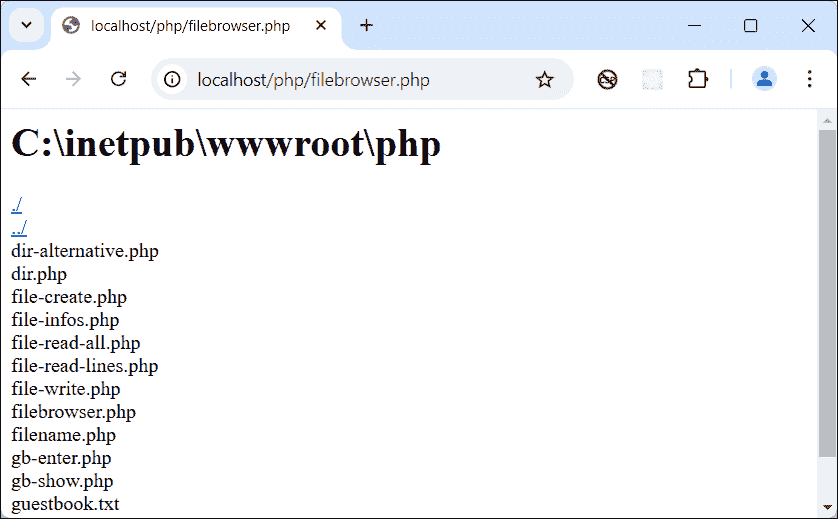 localhost/php/filebrowser.php
localhost/php/filebrowser.php
CSP
C:\inetpub\wwwroot\php
./
../
dir-alternative.php
dir.php
file-create.php
file-infos.php
file-read-all.php
file-read-lines.php
file-write.php
filebrowser.php
filename.php
gb-enter.php
gb-show.php
guestbook.txt